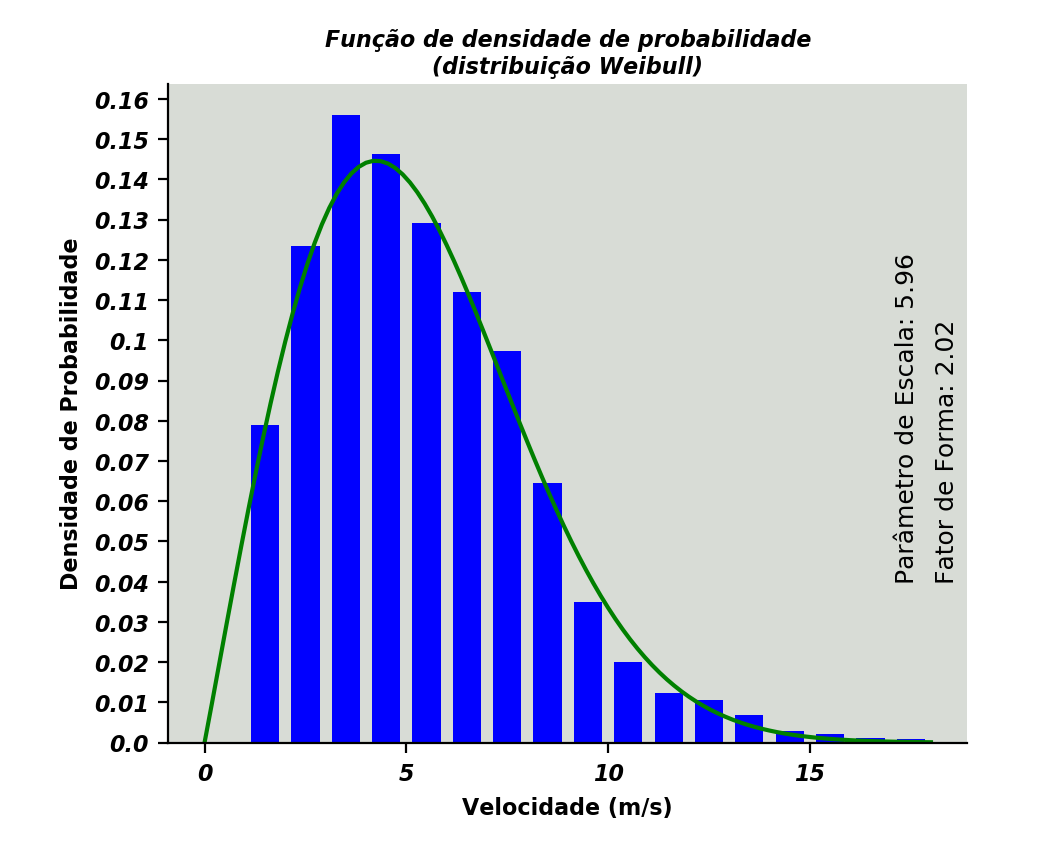 Função de densidade de probabilidade
(distribuição Weibull)
0.16
0.15
0.14
0.13
0.12
0.11
0.1
0.09
0.08
0.07
0.06
0.05
0.04
0.03
0.02
0.01
0.0
Densidade de Probabilidade
Parâmetro de Escala: 5.96
Fator de Forma: 2.02
0 5 10 15
Velocidade (m/s)